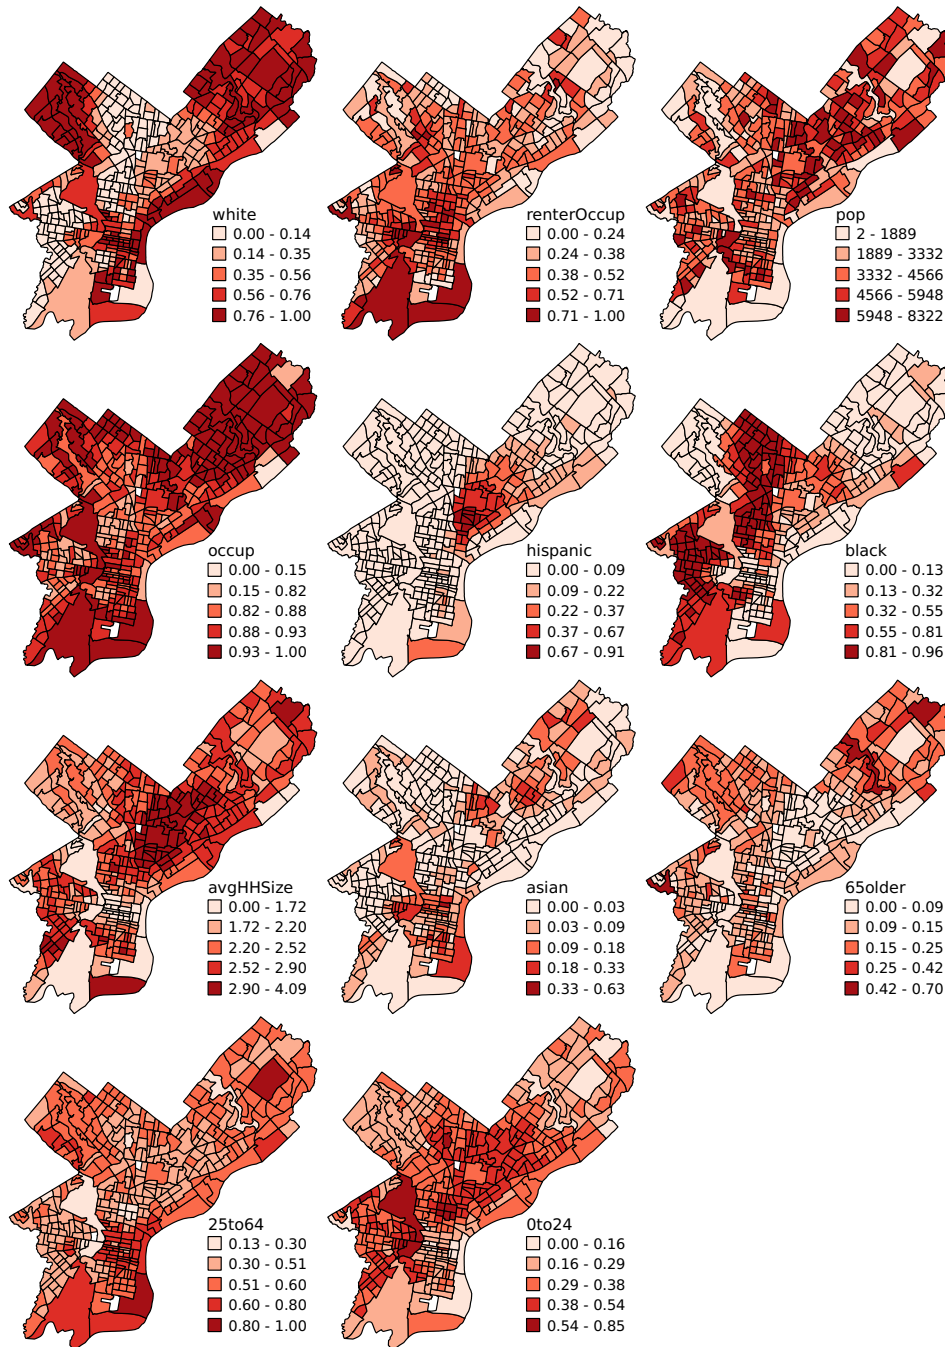 white
0.00 - 0.14
0.14 - 0.35
0.35 - 0.56
0.56 - 0.76
0.76 - 1.00
renterOccup
0.00 - 0.24
0.24 - 0.38
0.38 - 0.52
0.52 - 0.71
0.71 - 1.00
pop
2 - 1889
1889 - 3332
3332 - 4566
4566 - 5948
5948 - 8322
occup
0.00 - 0.15
0.15 - 0.82
0.82 - 0.88
0.88 - 0.93
0.93 - 1.00
hispanic
0.00 - 0.09
0.09 - 0.22
0.22 - 0.37
0.37 - 0.67
0.67 - 0.91
black
0.00 - 0.13
0.13 - 0.32
0.32 - 0.55
0.55 - 0.81
0.81 - 0.96
avgHHSize
0.00 - 1.72
1.72 - 2.20
2.20 - 2.52
2.52 - 2.90
2.90 - 4.09
asian
0.00 - 0.03
0.03 - 0.09
0.09 - 0.18
0.18 - 0.33
0.33 - 0.63
65older
0.00 - 0.09
0.09 - 0.15
0.15 - 0.25
0.25 - 0.42
0.42 - 0.70
25to64
0.13 - 0.30
0.30 - 0.51
0.51 - 0.60
0.60 - 0.80
0.80 - 1.00
0to24
0.00 - 0.16
0.16 - 0.29
0.29 - 0.38
0.38 - 0.54
0.54 - 0.85